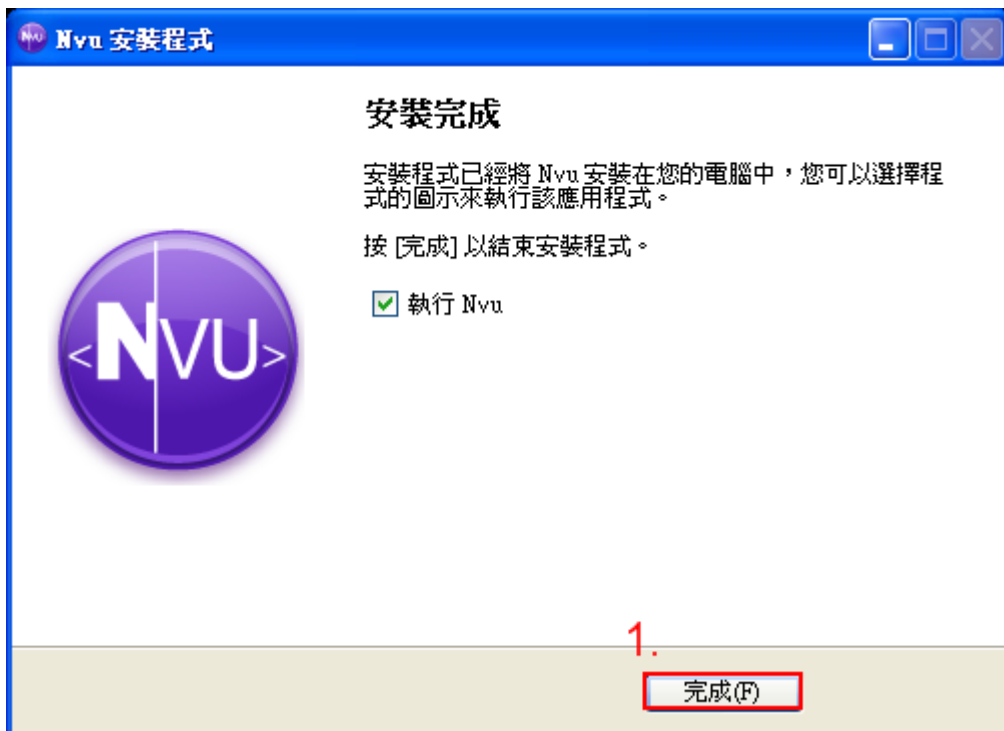 Nvu 安裝程式
安裝完成
安裝程式已經將 Nvu 安裝在您的電腦中，您可以選擇程
式的圖示來執行該應用程式。
按 [完成] 以結束安裝程式。
執行 Nvu
<NVU>
1.
完成(F)